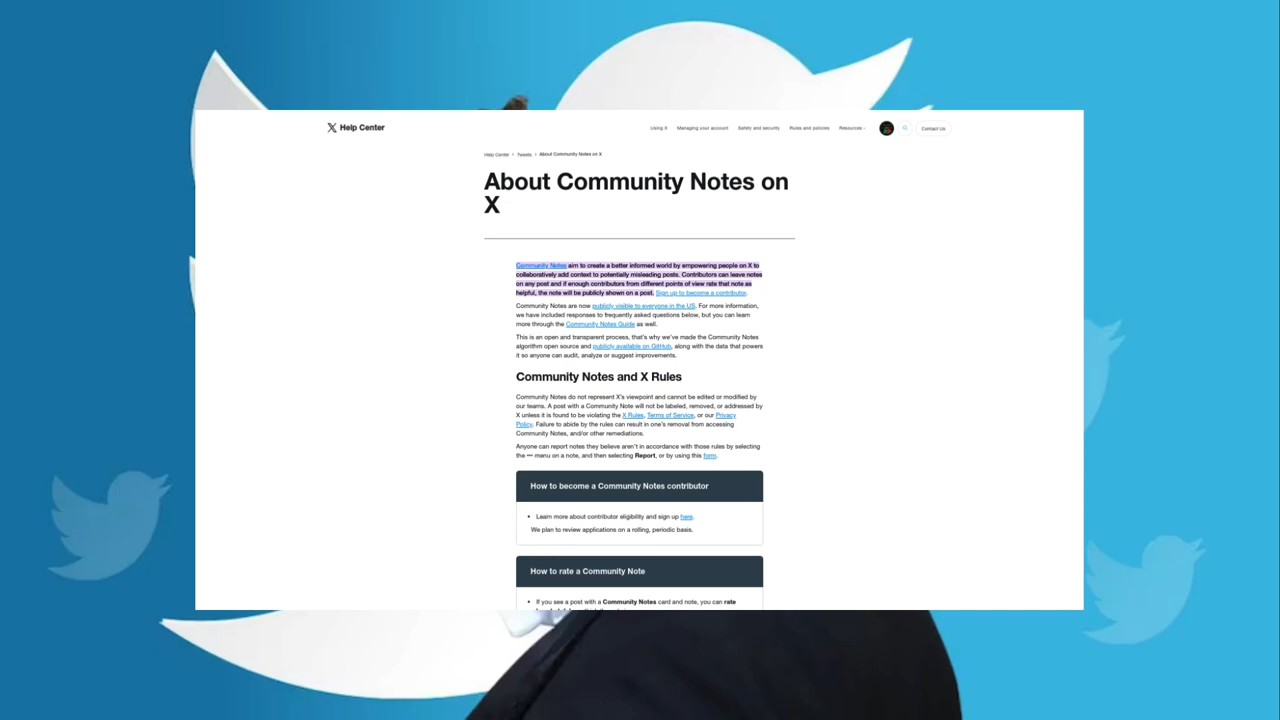 X Help Center
Using X Managing your account Safety and security Rules and policies Resources Contact Us
Help Center > Tweets > About Community Notes on X
About Community Notes on
X
Community Notes aim to create a better informed world by empowering people on X to
collaboratively add context to potentially misleading posts. Contributors can leave notes
on any post and if enough contributors from different points of view rate that note as
helpful, the note will be publicly shown on a post. Sign up to become a contributor.
Community Notes are now publicly visible to everyone in the US. For more information,
we have included responses to frequently asked questions below, but you can learn
more through the Community Notes Guide as well.
This is an open and transparent process, that's why we've made the Community Notes
algorithm open source and publicly available on GitHub, along with the data that powers
it so anyone can audit, analyze or suggest improvements.
Community Notes and X Rules
Community Notes do not represent X's viewpoint and cannot be edited or modified by
our teams. A post with a Community Note will not be labeled, removed, or addressed by
X unless it is found to be violating the X Rules, Terms of Service, or our Privacy
Policy. Failure to abide by the rules can result in one's removal from accessing
Community Notes, and/or other remediations.
Anyone can report notes they believe aren't in accordance with those rules by selecting
the ••• menu on a note, and then selecting Report, or by using this form.
How to become a Community Notes contributor
• Learn more about contributor eligibility and sign up here.
We plan to review applications on a rolling, periodic basis.
How to rate a Community Note
• If you see a post with a Community Notes card and note, you can rate